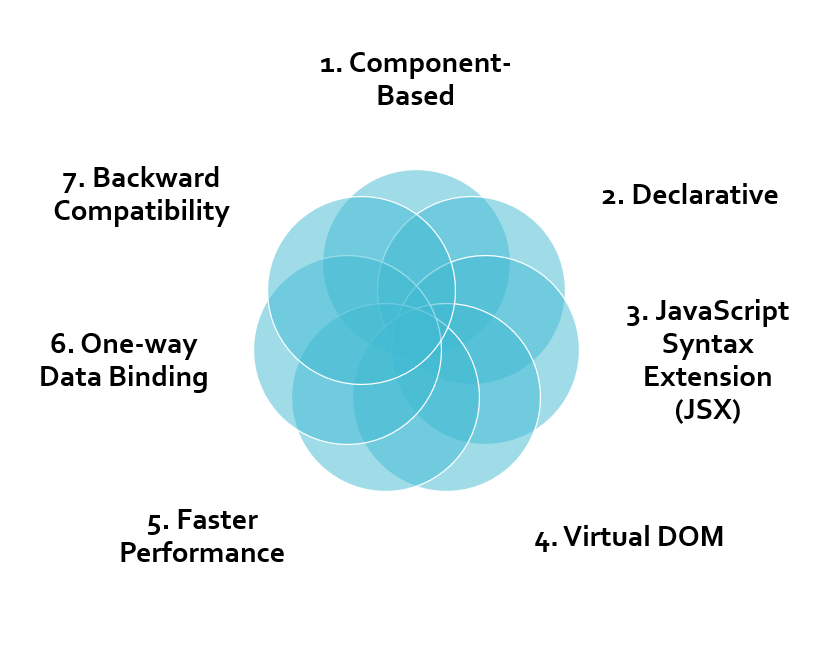 1. Component-
Based
2. Declarative
3. JavaScript
Syntax
Extension
(JSX)
4. Virtual DOM
5. Faster
Performance
6. One-way
Data Binding
7. Backward
Compatibility